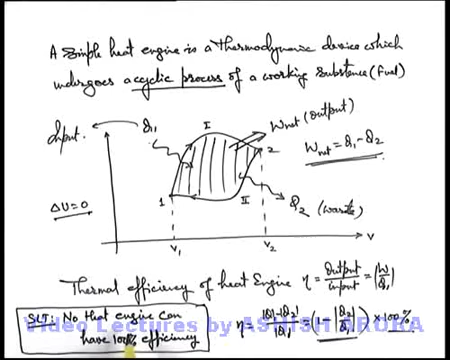 A simple heat engine is a thermodynamic device which
undergoes a cyclic process of a working substance (fuel)
Input. Q₁ I Wnet (output)
Wnet = Q₁ - Q₂
2
ΔU = 0
1 II Q₂ (waste)
V₁ V₂ V
Thermal efficiency of heat Engine η = Output/input = |W/Q₁|
SLT: No Heat engine can
have 100% efficiency
η = |Q₁|-|Q₂|/|Q₁| = (1 - |Q₂/Q₁|) × 100%
Video Lectures by ASHISH ARORA